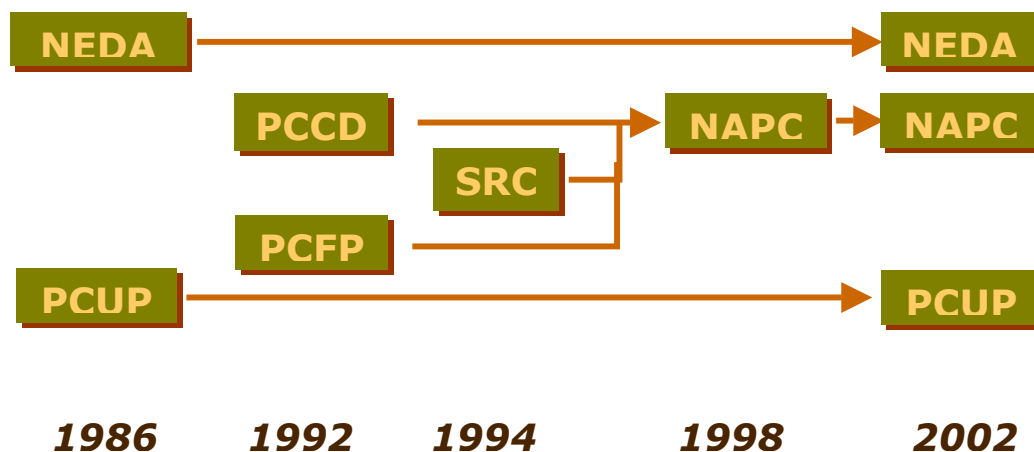 NEDA NEDA
PCCD NAPC NAPC
SRC
PCFP
PCUP PCUP
1986 1992 1994 1998 2002